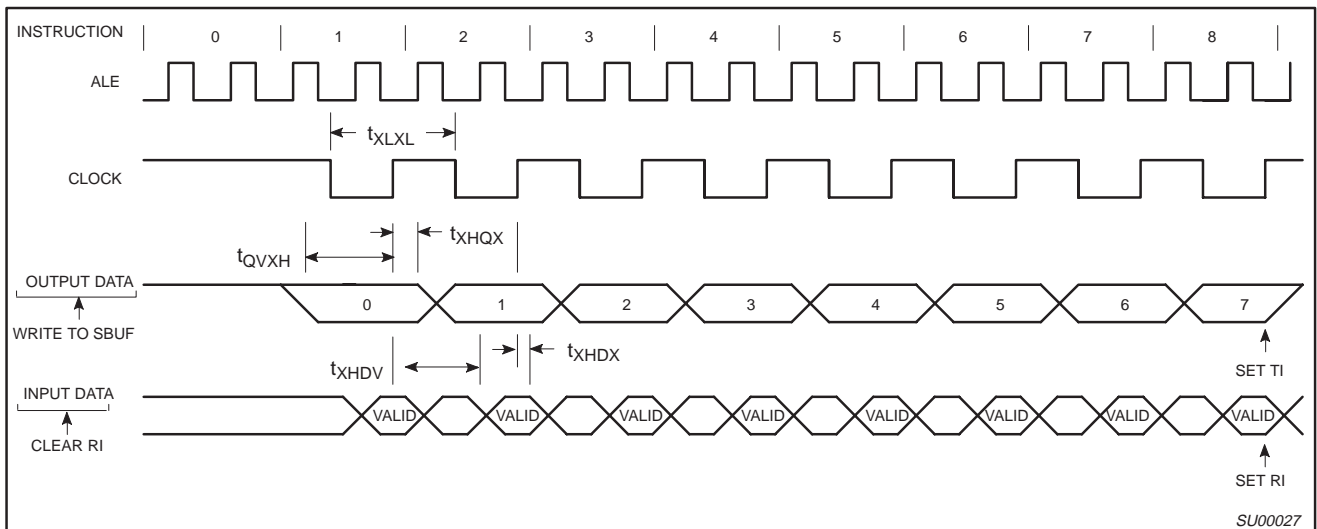 INSTRUCTION 0 1 2 3 4 5 6 7 8
ALE
tXLXL
CLOCK
tXHQX
tQVXH
OUTPUT DATA
0 1 2 3 4 5 6 7
WRITE TO SBUF
tXHDX
tXHDV
SET TI
INPUT DATA
VALID VALID VALID VALID VALID VALID VALID VALID
CLEAR RI
SET RI
SU00027